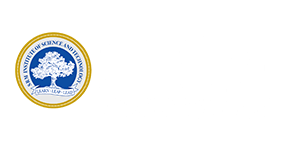 S.R.M. INSTITUTE OF SCIENCE AND TECHNOLOGY
LEARN - LEAP - LEAD